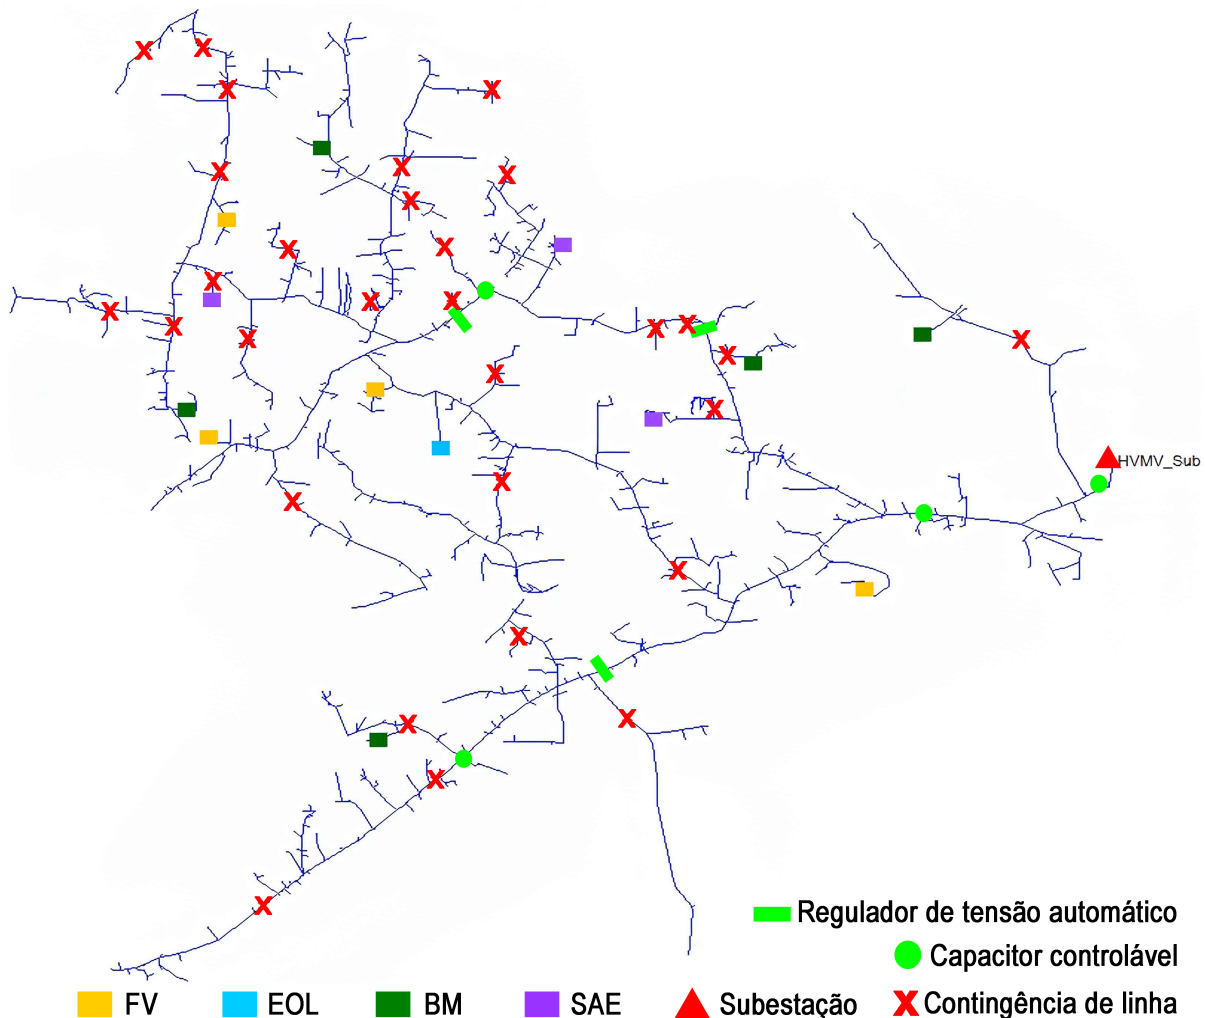 HVMV_Sub
Regulador de tensão automático
Capacitor controlável
FV EOL BM SAE Subestação Contingência de linha